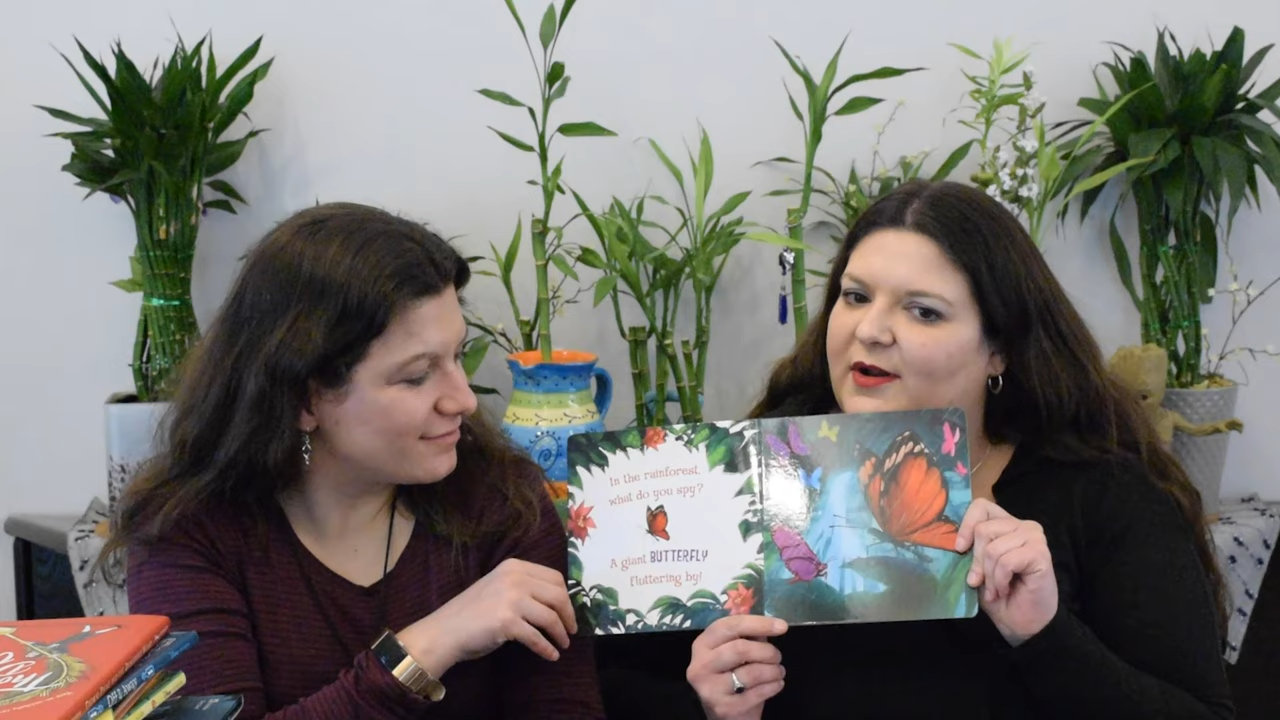 In the rainforest,
what do you spy?
A giant BUTTERFLY
fluttering by!